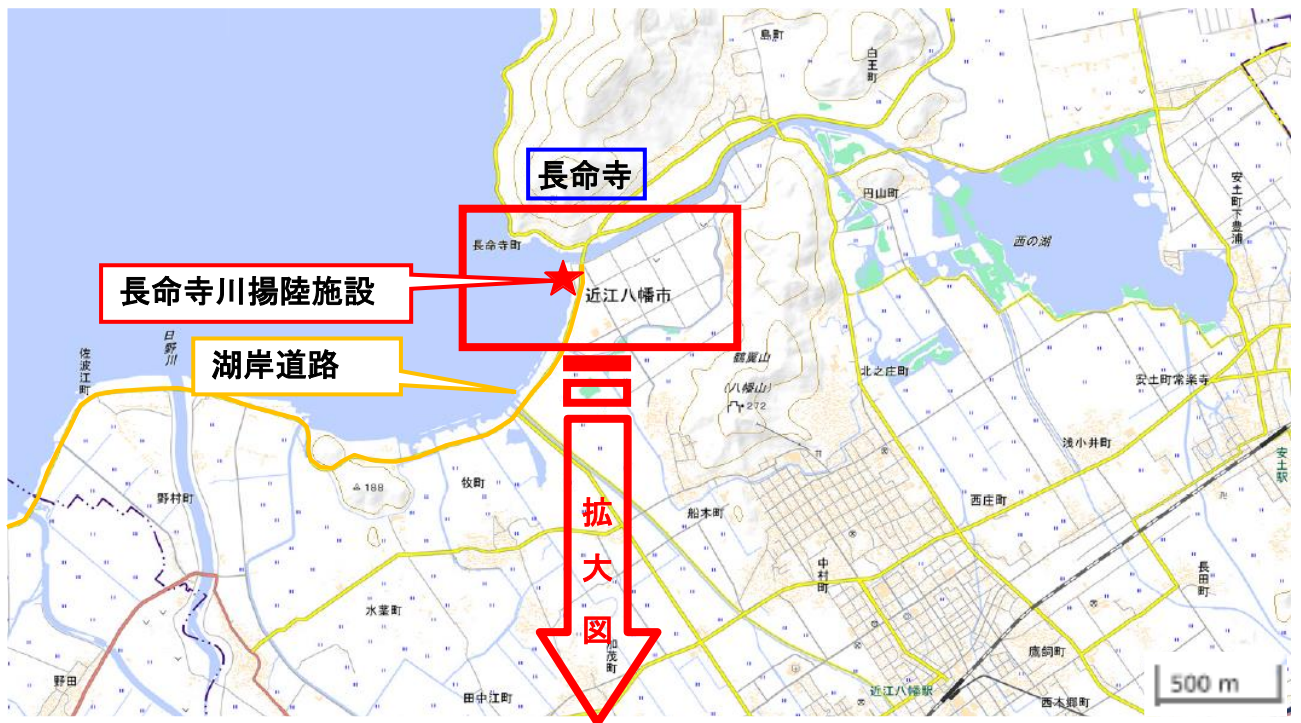 島町
白王町
長命寺
円山町
安土町下豊浦
西の湖
長命寺町
長命寺川揚陸施設
近江八幡市
日野川
佐波江町
湖岸道路
鶴翼山
(八幡山)
272
北之庄町
安土町常楽寺
浅小井町
安土駅
188
牧町
野村町
西庄町
船木町
拡大図
中村町
長田町
水茎町
加茂町
鷹飼町
野田
田中江町
近江八幡駅
西本郷町
500 m